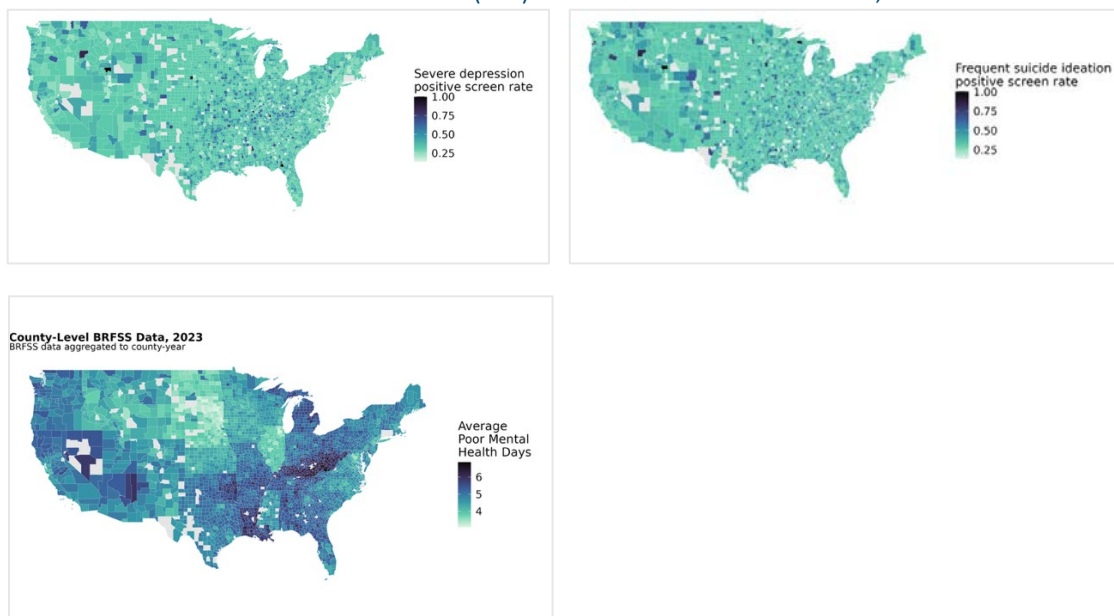 Severe depression
positive screen rate
1.00
0.75
0.50
0.25
Frequent suicide ideation
positive screen rate
1.00
0.75
0.50
0.25
County-Level BRFSS Data, 2023
BRFSS data aggregated to county-year
Average
Poor Mental
Health Days
6
5
4